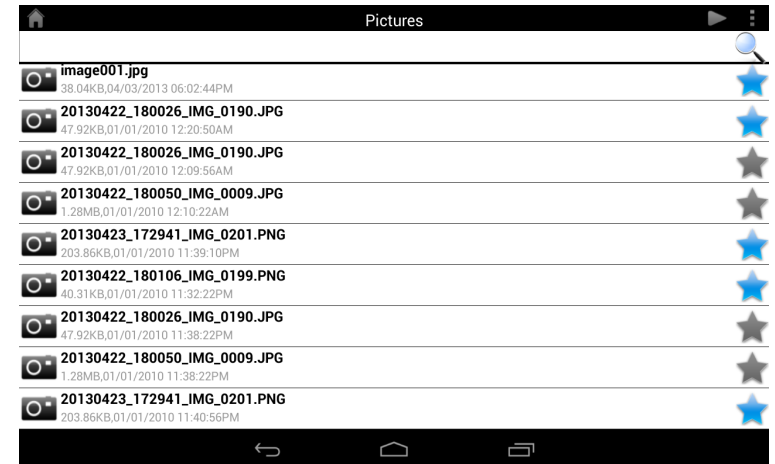 Pictures
image001.jpg
38.04KB,04/03/2013 06:02:44PM
20130422_180026_IMG_0190.JPG
47.92KB,01/01/2010 12:20:50AM
20130422_180026_IMG_0190.JPG
47.92KB,01/01/2010 12:09:56AM
20130422_180050_IMG_0009.JPG
1.28MB,01/01/2010 12:10:22AM
20130423_172941_IMG_0201.PNG
203.86KB,01/01/2010 11:39:10PM
20130422_180106_IMG_0199.PNG
40.31KB,01/01/2010 11:32:22PM
20130422_180026_IMG_0190.JPG
47.92KB,01/01/2010 11:38:22PM
20130422_180050_IMG_0009.JPG
1.28MB,01/01/2010 11:38:22PM
20130423_172941_IMG_0201.PNG
203.86KB,01/01/2010 11:40:56PM